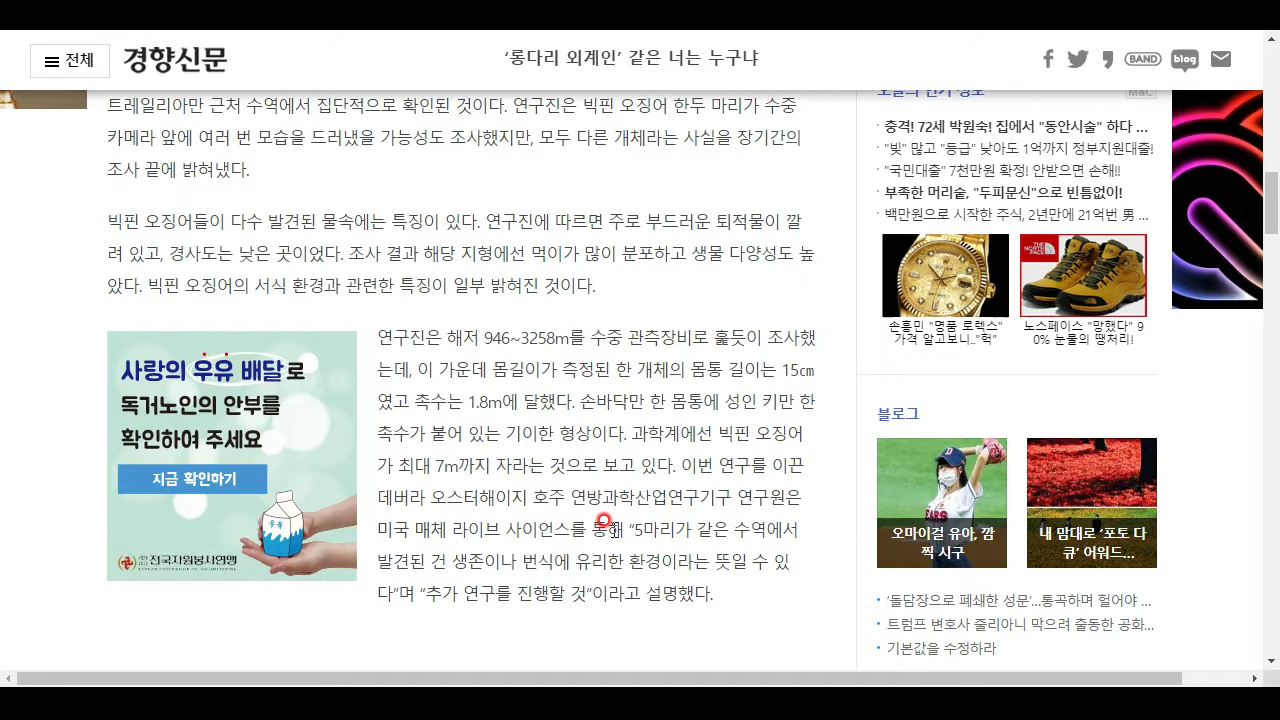 전체
경향신문
‘롱다리 외계인’ 같은 너는 누구냐
BAND
blog
트레일리아만 근처 수역에서 집단적으로 확인된 것이다. 연구진은 빅핀 오징어 한두 마리가 수중
카메라 앞에 여러 번 모습을 드러냈을 가능성도 조사했지만, 모두 다른 개체라는 사실을 장기간의
조사 끝에 밝혀냈다.
빅핀 오징어들이 다수 발견된 물속에는 특징이 있다. 연구진에 따르면 주로 부드러운 퇴적물이 깔
려 있고, 경사도는 낮은 곳이었다. 조사 결과 해당 지형에선 먹이가 많이 분포하고 생물 다양성도 높
았다. 빅핀 오징어의 서식 환경과 관련한 특징이 일부 밝혀진 것이다.
사랑의 우유 배달로
독거노인의 안부를
확인하여 주세요
지금 확인하기
우유
전국자원봉사연맹
연구진은 해저 946~3258m를 수중 관측장비로 훑듯이 조사했
는데, 이 가운데 몸길이가 측정된 한 개체의 몸통 길이는 15㎝
였고 촉수는 1.8m에 달했다. 손바닥만 한 몸통에 성인 키만 한
촉수가 붙어 있는 기이한 형상이다. 과학계에선 빅핀 오징어
가 최대 7m까지 자라는 것으로 보고 있다. 이번 연구를 이끈
데버라 오스터해이지 호주 연방과학산업연구기구 연구원은
미국 매체 라이브 사이언스를 통해 “5마리가 같은 수역에서
발견된 건 생존이나 번식에 유리한 환경이라는 뜻일 수 있
다”며 “추가 연구를 진행할 것”이라고 설명했다.
오늘의 인기 정보
M&C
충격! 72세 박원숙! 집에서 "동안시술" 하다 ...
"빚" 많고 "등급" 낮아도 1억까지 정부지원대출!
"국민대출" 7천만원 확정! 안받으면 손해!!
부족한 머리숱, "두피문신"으로 빈틈없이!
백만원으로 시작한 주식, 2년만에 21억번 男 ...
THE NORTH FACE
손흥민 "명품 로렉스"
가격 알고보니.."헉"
노스페이스 "망했다" 9
0% 눈물의 땡처리!
블로그
D
EARS
오마이걸 유아, 깜
찍 시구
내 맘대로 ‘포토 다
큐’ 어워드...
‘돌담장으로 폐쇄한 성문’...통곡하며 헐어야 ...
트럼프 변호사 줄리아니 막으려 출동한 공화...
기본값을 수정하라